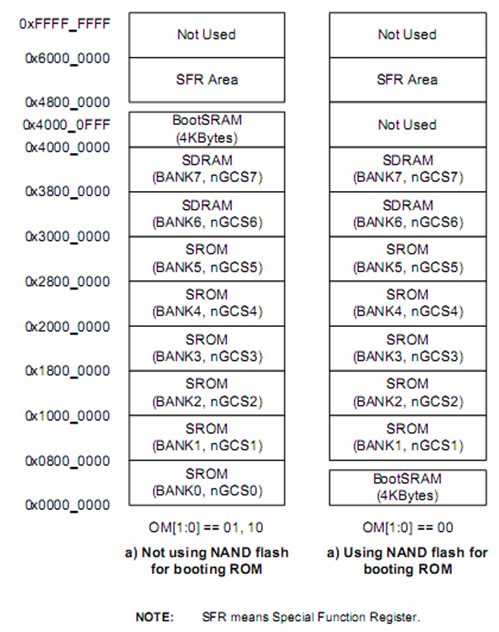 0xFFFF_FFFF
0x6000_0000
0x4800_0000
0x4000_0FFF
0x4000_0000
0x3800_0000
0x3000_0000
0x2800_0000
0x2000_0000
0x1800_0000
0x1000_0000
0x0800_0000
0x0000_0000
Not Used
SFR Area
BootSRAM
(4KBytes)
SDRAM
(BANK7, nGCS7)
SDRAM
(BANK6, nGCS6)
SROM
(BANK5, nGCS5)
SROM
(BANK4, nGCS4)
SROM
(BANK3, nGCS3)
SROM
(BANK2, nGCS2)
SROM
(BANK1, nGCS1)
SROM
(BANK0, nGCS0)
OM[1:0] == 01, 10
a) Not using NAND flash
for booting ROM
Not Used
SFR Area
Not Used
SDRAM
(BANK7, nGCS7)
SDRAM
(BANK6, nGCS6)
SROM
(BANK5, nGCS5)
SROM
(BANK4, nGCS4)
SROM
(BANK3, nGCS3)
SROM
(BANK2, nGCS2)
SROM
(BANK1, nGCS1)
BootSRAM
(4KBytes)
OM[1:0] == 00
a) Using NAND flash for
booting ROM
NOTE: SFR means Special Function Register.